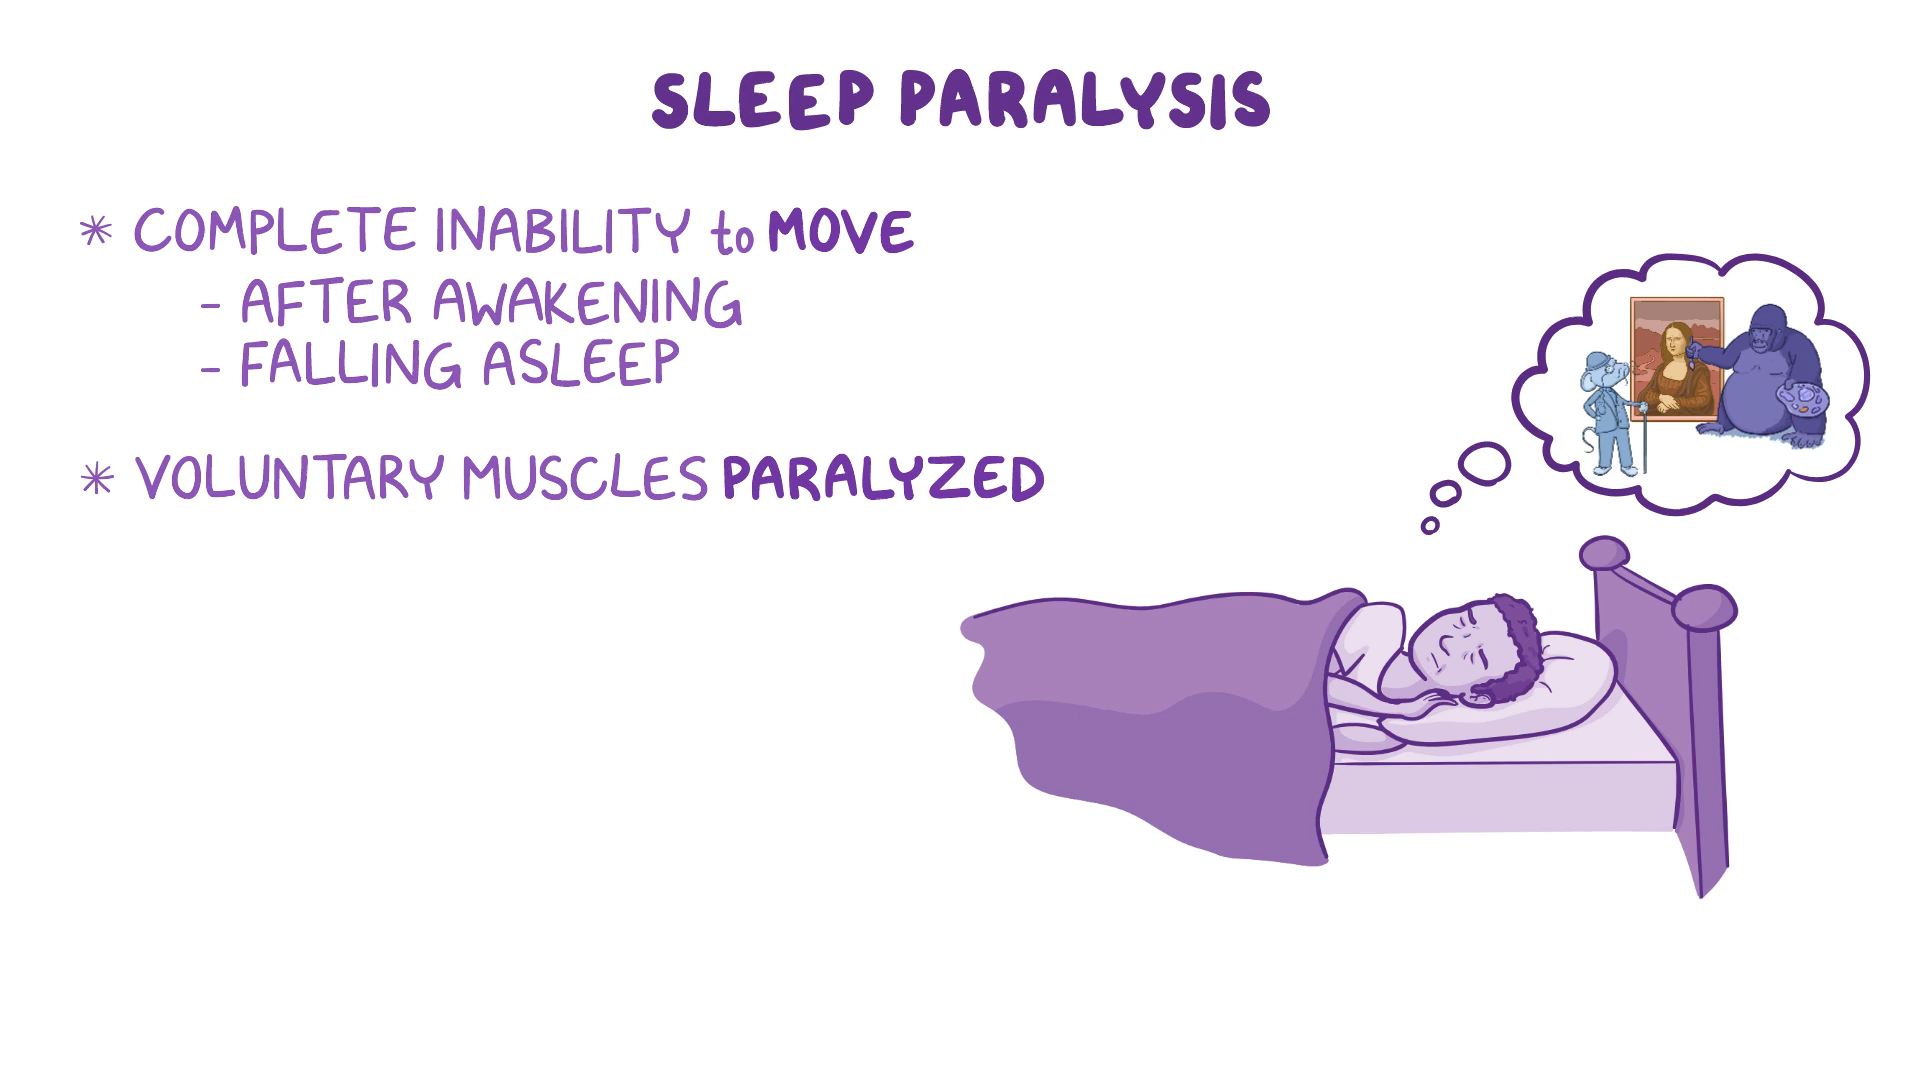 SLEEP PARALYSIS
* COMPLETE INABILITY to MOVE
- AFTER AWAKENING
- FALLING ASLEEP
* VOLUNTARY MUSCLES PARALYZED